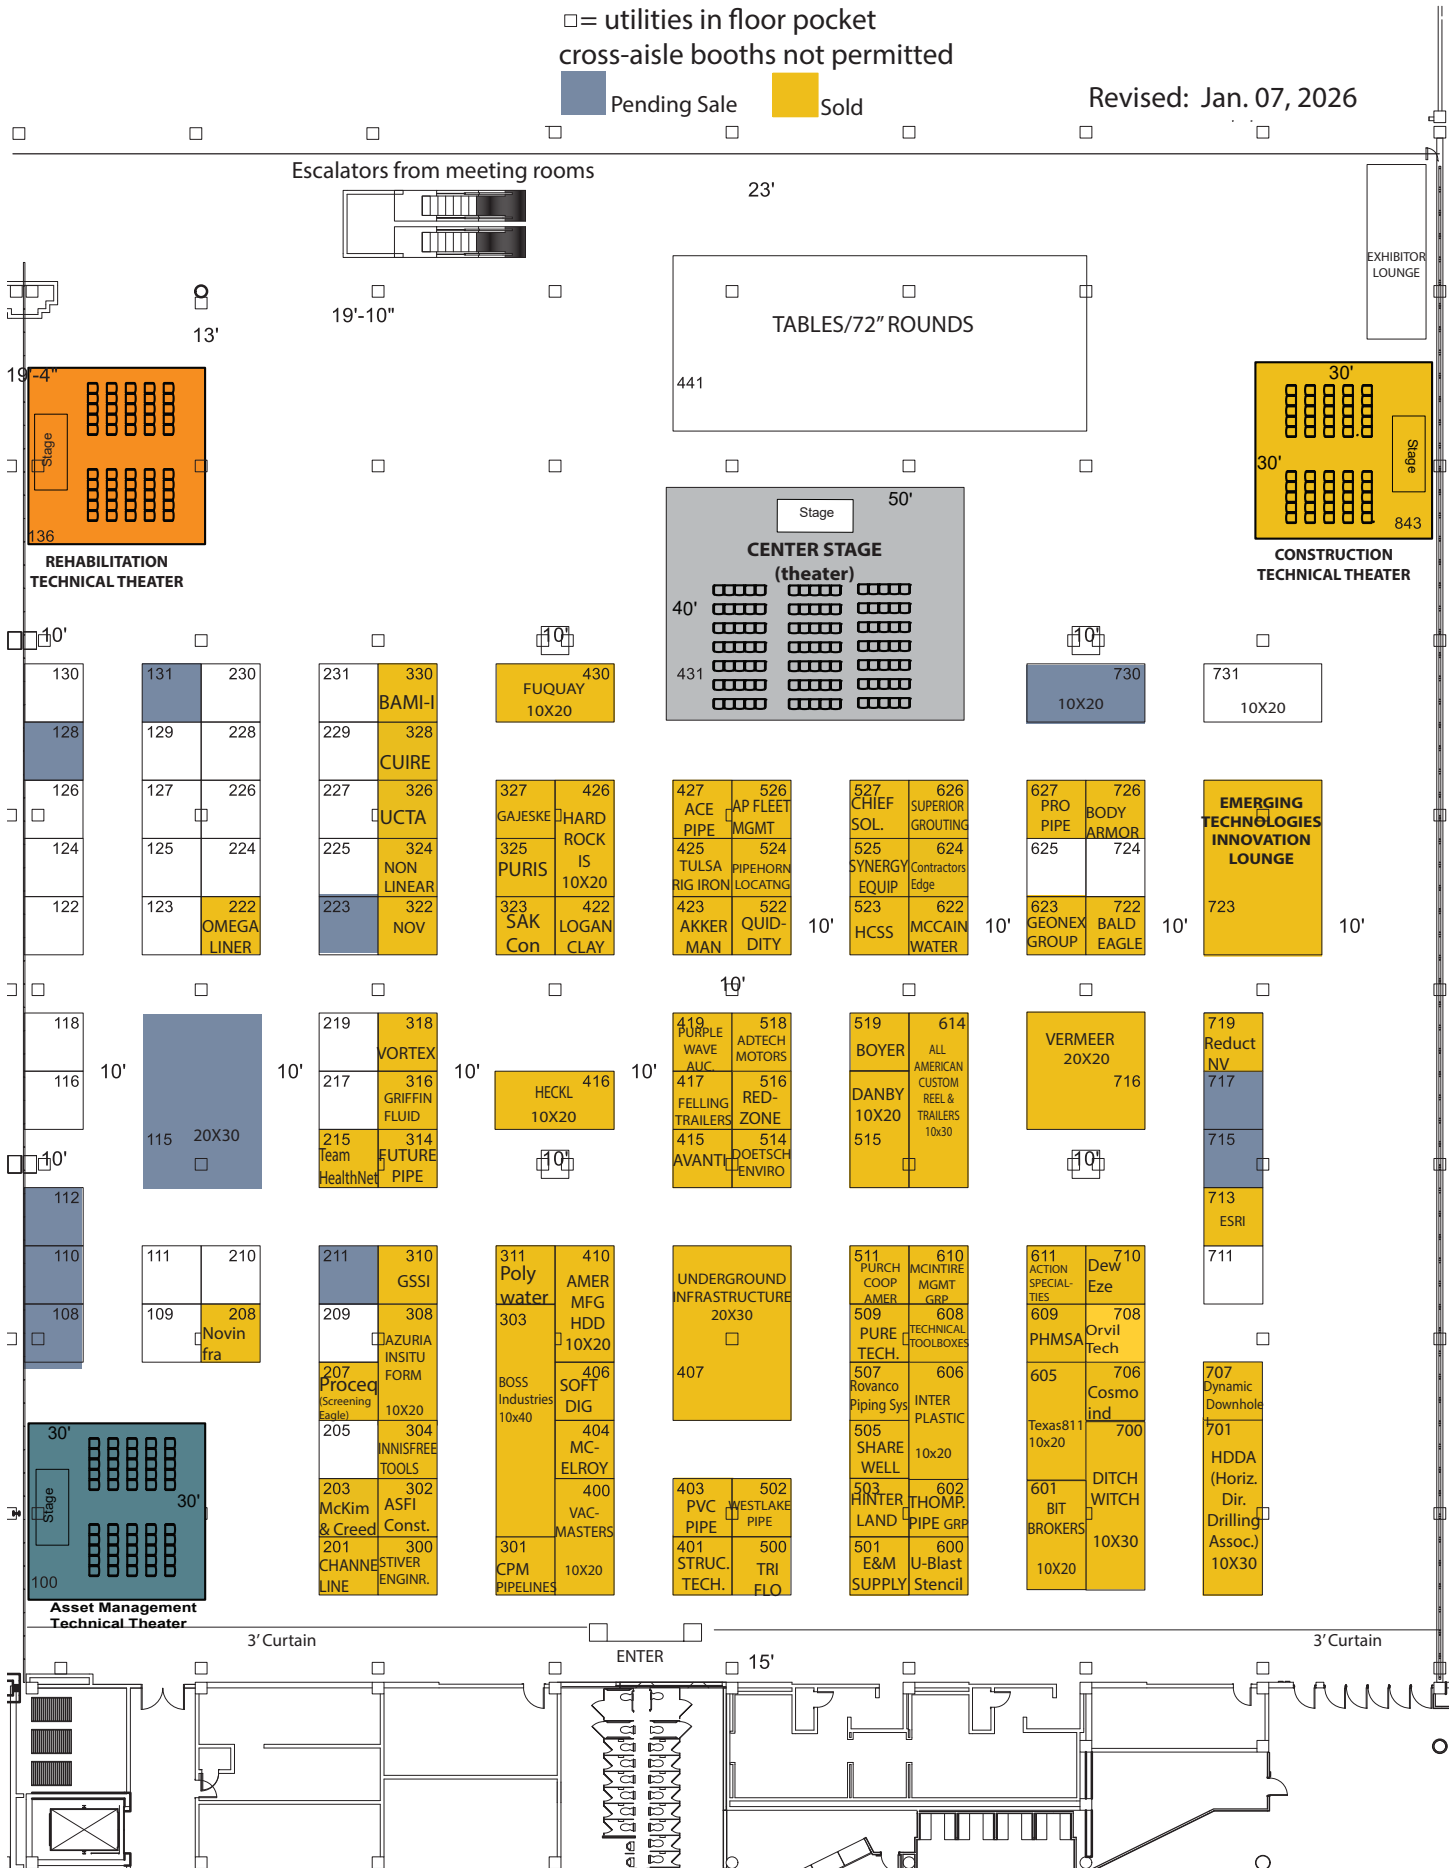 □= utilities in floor pocket
cross-aisle booths not permitted
Pending Sale
Sold
Revised: Jan. 07, 2026
Escalators from meeting rooms
23'
EXHIBITOR
LOUNGE
19'-10"
13'
TABLES/72” ROUNDS
441
19'-4"
Stage
136
REHABILITATION
TECHNICAL THEATER
30'
30'
Stage
843
CONSTRUCTION
TECHNICAL THEATER
50'
Stage
CENTER STAGE
(theater)
40'
431
10'
10'
10'
130
131
230
231
330
BAMI-I
430
FUQUAY
10X20
730
10X20
731
10X20
128
129
228
229
328
CUIRE
126
127
226
227
326
UCTA
327
GAJESKE
426
HARD
ROCK
IS
10X20
427
ACE
PIPE
526
AP FLEET
MGMT
527
CHIEF
SOL.
626
SUPERIOR
GROUTING
627
PRO
PIPE
726
BODY
ARMOR
EMERGING
TECHNOLOGIES
INNOVATION
LOUNGE
723
124
125
224
225
324
NON
LINEAR
325
PURIS
425
TULSA
RIG IRON
524
PIPEHORN
LOCATNG
525
SYNERGY
EQUIP
624
Contractors
Edge
625
724
122
123
222
OMEGA
LINER
223
322
NOV
323
SAK
Con
422
LOGAN
CLAY
423
AKKER
MAN
522
QUID-
DITY
10'
523
HCSS
622
MCCAIN
WATER
10'
623
GEONEX
GROUP
722
BALD
EAGLE
10'
10'
10'
118
219
318
VORTEX
419
PURPLE
WAVE
AUC.
518
ADTECH
MOTORS
519
BOYER
614
ALL
AMERICAN
CUSTOM
REEL &
TRAILERS
10x30
VERMEER
20X20
716
719
Reduct
NV
116
10'
115
20X30
10'
217
316
GRIFFIN
FLUID
10'
HECKL
416
10X20
10'
417
FELLING
TRAILERS
516
RED-
ZONE
DANBY
10X20
515
717
10'
215
Team
HealthNet
314
FUTURE
PIPE
10'
415
AVANTI
514
DOETSCH
ENVIRO
10'
715
112
713
ESRI
110
111
210
211
310
GSSI
311
Poly
water
410
AMER
MFG
HDD
10X20
UNDERGROUND
INFRASTRUCTURE
20X30
407
511
PURCH
COOP
AMER
610
MCINTIRE
MGMT
GRP
611
ACTION
SPECIAL-
TIES
710
Dew
Eze
711
108
109
208
Novin
fra
209
308
AZURIA
INSITU
FORM
10X20
303
BOSS
Industries
10x40
509
PURE
TECH.
608
TECHNICAL
TOOLBOXES
609
PHMSA
708
Orvil
Tech
207
Proceq
(Screening
Eagle)
406
SOFT
DIG
507
Rovanco
Piping Sys
606
INTER
PLASTIC
10x20
605
Texas811
10x20
706
Cosmo
ind
707
Dynamic
Downhole
205
304
INNISFREE
TOOLS
404
MC-
ELROY
505
SHARE
WELL
700
DITCH
WITCH
10X30
701
HDDA
(Horiz.
Dir.
Drilling
Assoc.)
10X30
30'
Stage
30'
100
Asset Management
Technical Theater
203
McKim
& Creed
302
ASFI
Const.
400
VAC-
MASTERS
10X20
403
PVC
PIPE
502
WESTLAKE
PIPE
503
HINTER
LAND
602
THOMP.
PIPE GRP
601
BIT
BROKERS
10X20
201
CHANNE
LINE
300
STIVER
ENGINR.
301
CPM
PIPELINES
401
STRUC.
TECH.
500
TRI
FLO
501
E&M
SUPPLY
600
U-Blast
Stencil
3’ Curtain
ENTER
15'
3’ Curtain